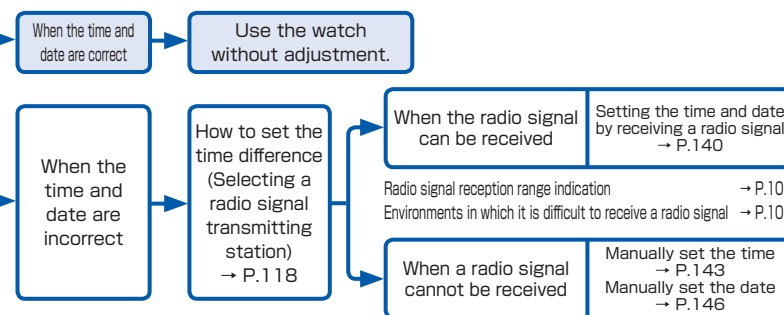 When the time and
date are correct
Use the watch
without adjustment.
When the
time and
date are
incorrect
How to set the
time difference
(Selecting a
radio signal
transmitting
station)
→ P.118
When the radio signal
can be received
Setting the time and date
by receiving a radio signal
→ P.140
Radio signal reception range indication → P.10
Environments in which it is difficult to receive a radio signal → P.10
When a radio signal
cannot be received
Manually set the time
→ P.143
Manually set the date
→ P.146